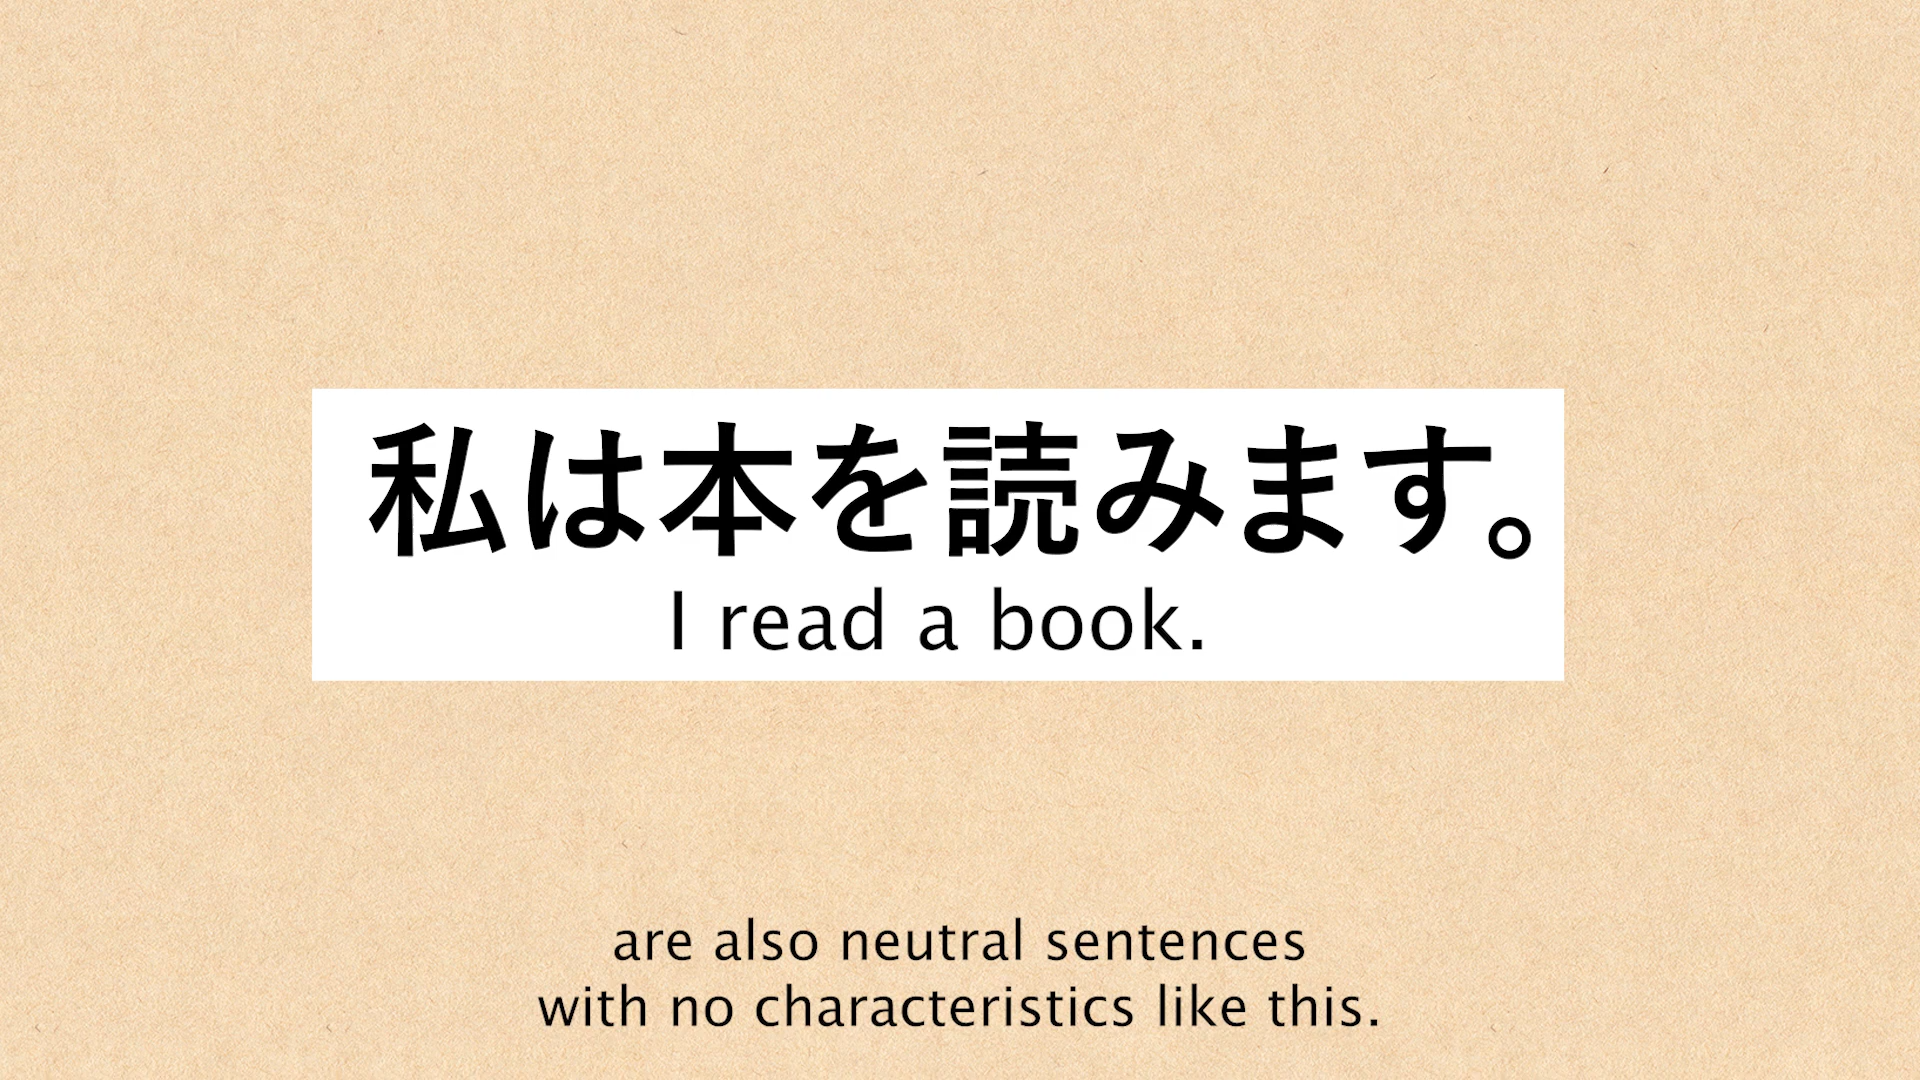 私は本を読みます。
I read a book.
are also neutral sentences
with no characteristics like this.